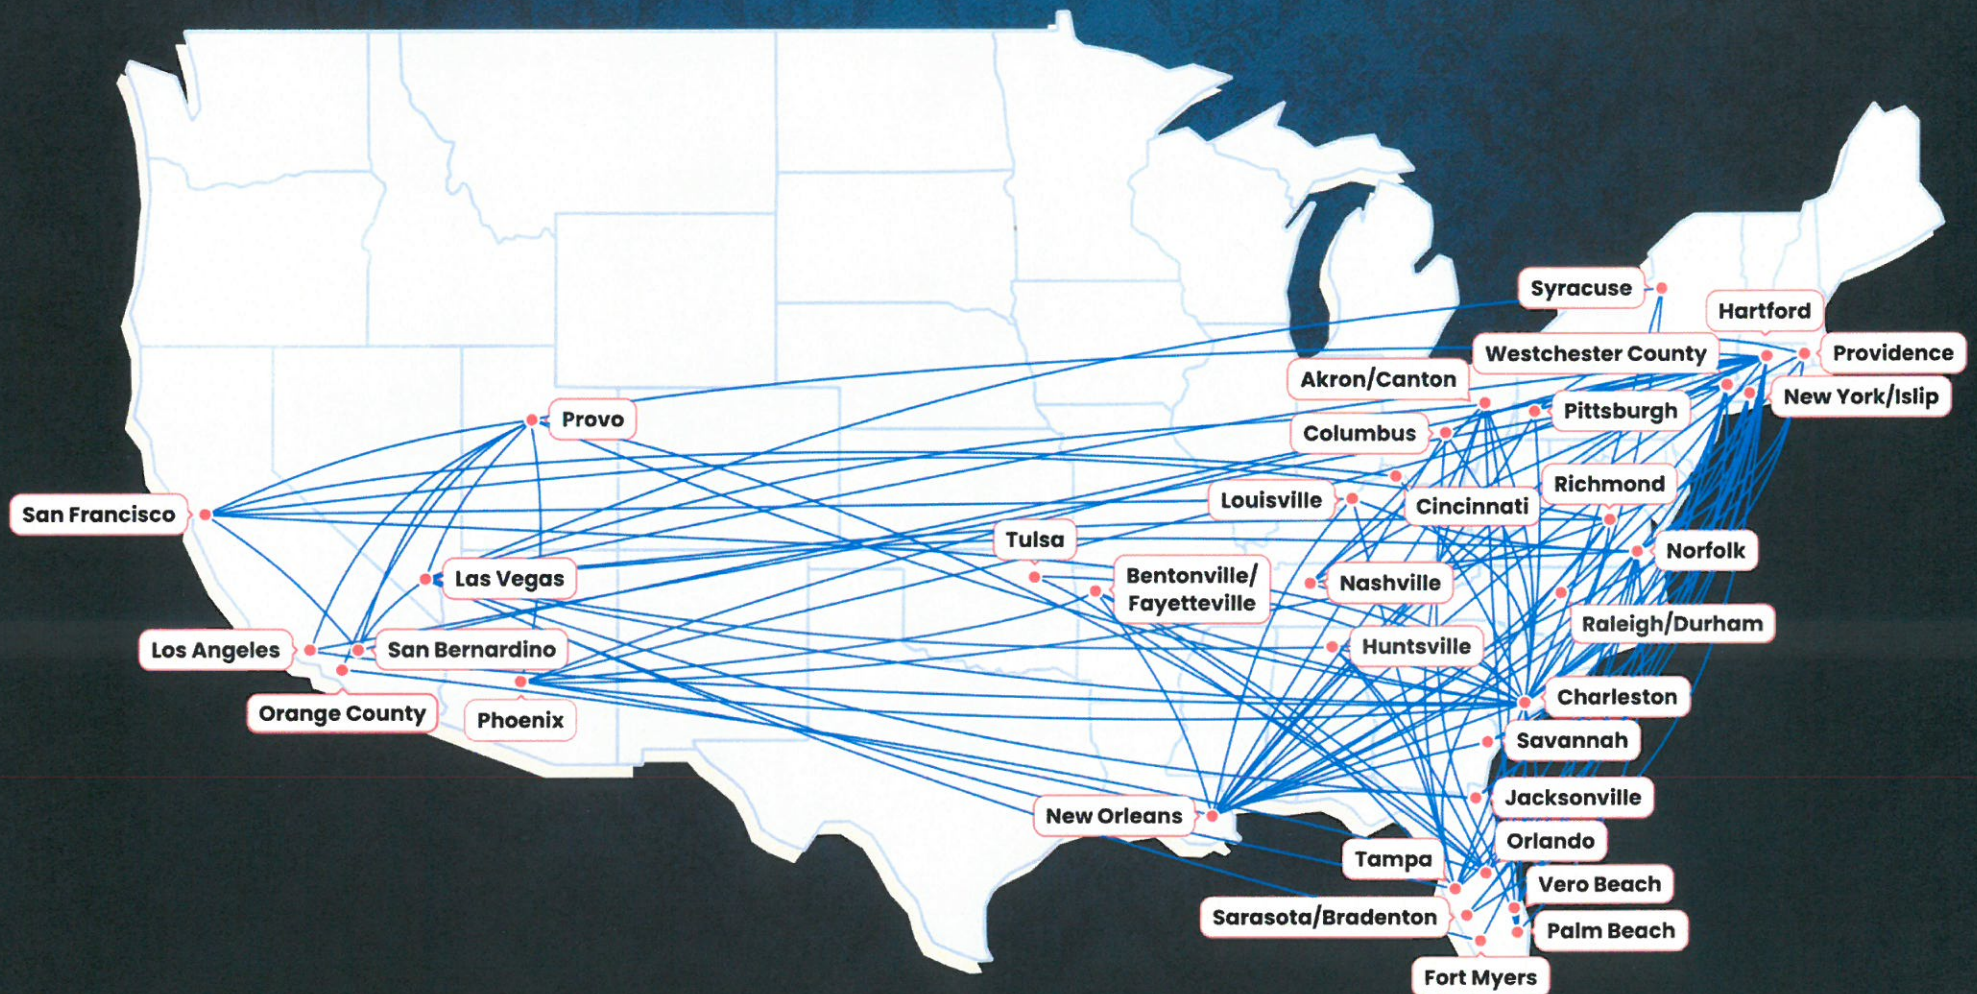 Syracuse
Hartford
Westchester County
Providence
Akron/Canton
New York/Islip
Pittsburgh
Provo
Columbus
Richmond
Louisville
Cincinnati
San Francisco
Tulsa
Norfolk
Las Vegas
Bentonville/
Fayetteville
Nashville
Raleigh/Durham
Los Angeles
San Bernardino
Huntsville
Orange County
Phoenix
Charleston
Savannah
New Orleans
Jacksonville
Orlando
Tampa
Vero Beach
Sarasota/Bradenton
Palm Beach
Fort Myers